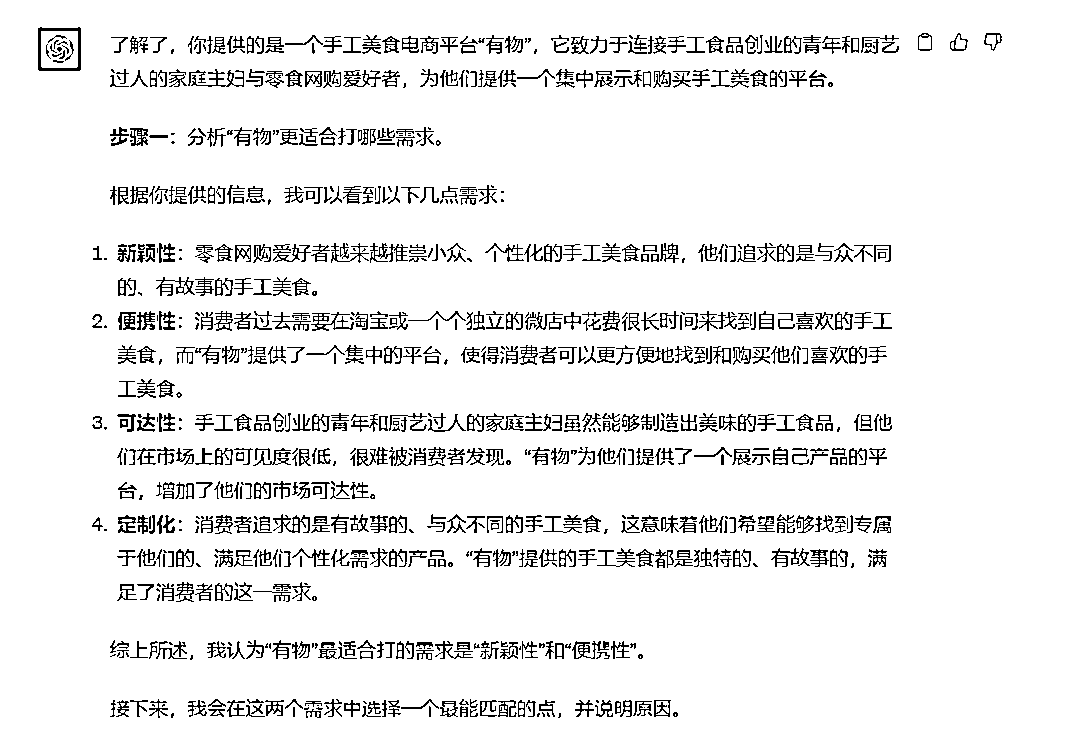 了解了，你提供的是一个手工美食电商平台“有物”，它致力于连接手工食品创业的青年和厨艺
过人的家庭主妇与零食网购爱好者，为他们提供一个集中展示和购买手工美食的平台。
步骤一：分析“有物”更适合打哪些需求。
根据你提供的信息，我可以看到以下几点需求：
1. 新颖性：零食网购爱好者越来越推崇小众、个性化的手工美食品牌，他们追求的是与众不同
的、有故事的手工美食。
2. 便携性：消费者过去需要在淘宝或一个个独立的微店中花费很长时间来找到自己喜欢的手工
美食，而“有物”提供了一个集中的平台，使得消费者可以更方便地找到和购买他们喜欢的手
工美食。
3. 可达性：手工食品创业的青年和厨艺过人的家庭主妇虽然能够制造出美味的手工食品，但他
们在市场上的可见度很低，很难被消费者发现。“有物”为他们提供了一个展示自己产品的平
台，增加了他们的市场可达性。
4. 定制化：消费者追求的是有故事的、与众不同的手工美食，这意味着他们希望能够找到专属
于他们的、满足他们个性化需求的产品。“有物”提供的手工美食都是独特的、有故事的，满
足了消费者的这一需求。
综上所述，我认为“有物”最适合打的需求是“新颖性”和“便携性”。
接下来，我会在这两个需求中选择一个最能匹配的点，并说明原因。